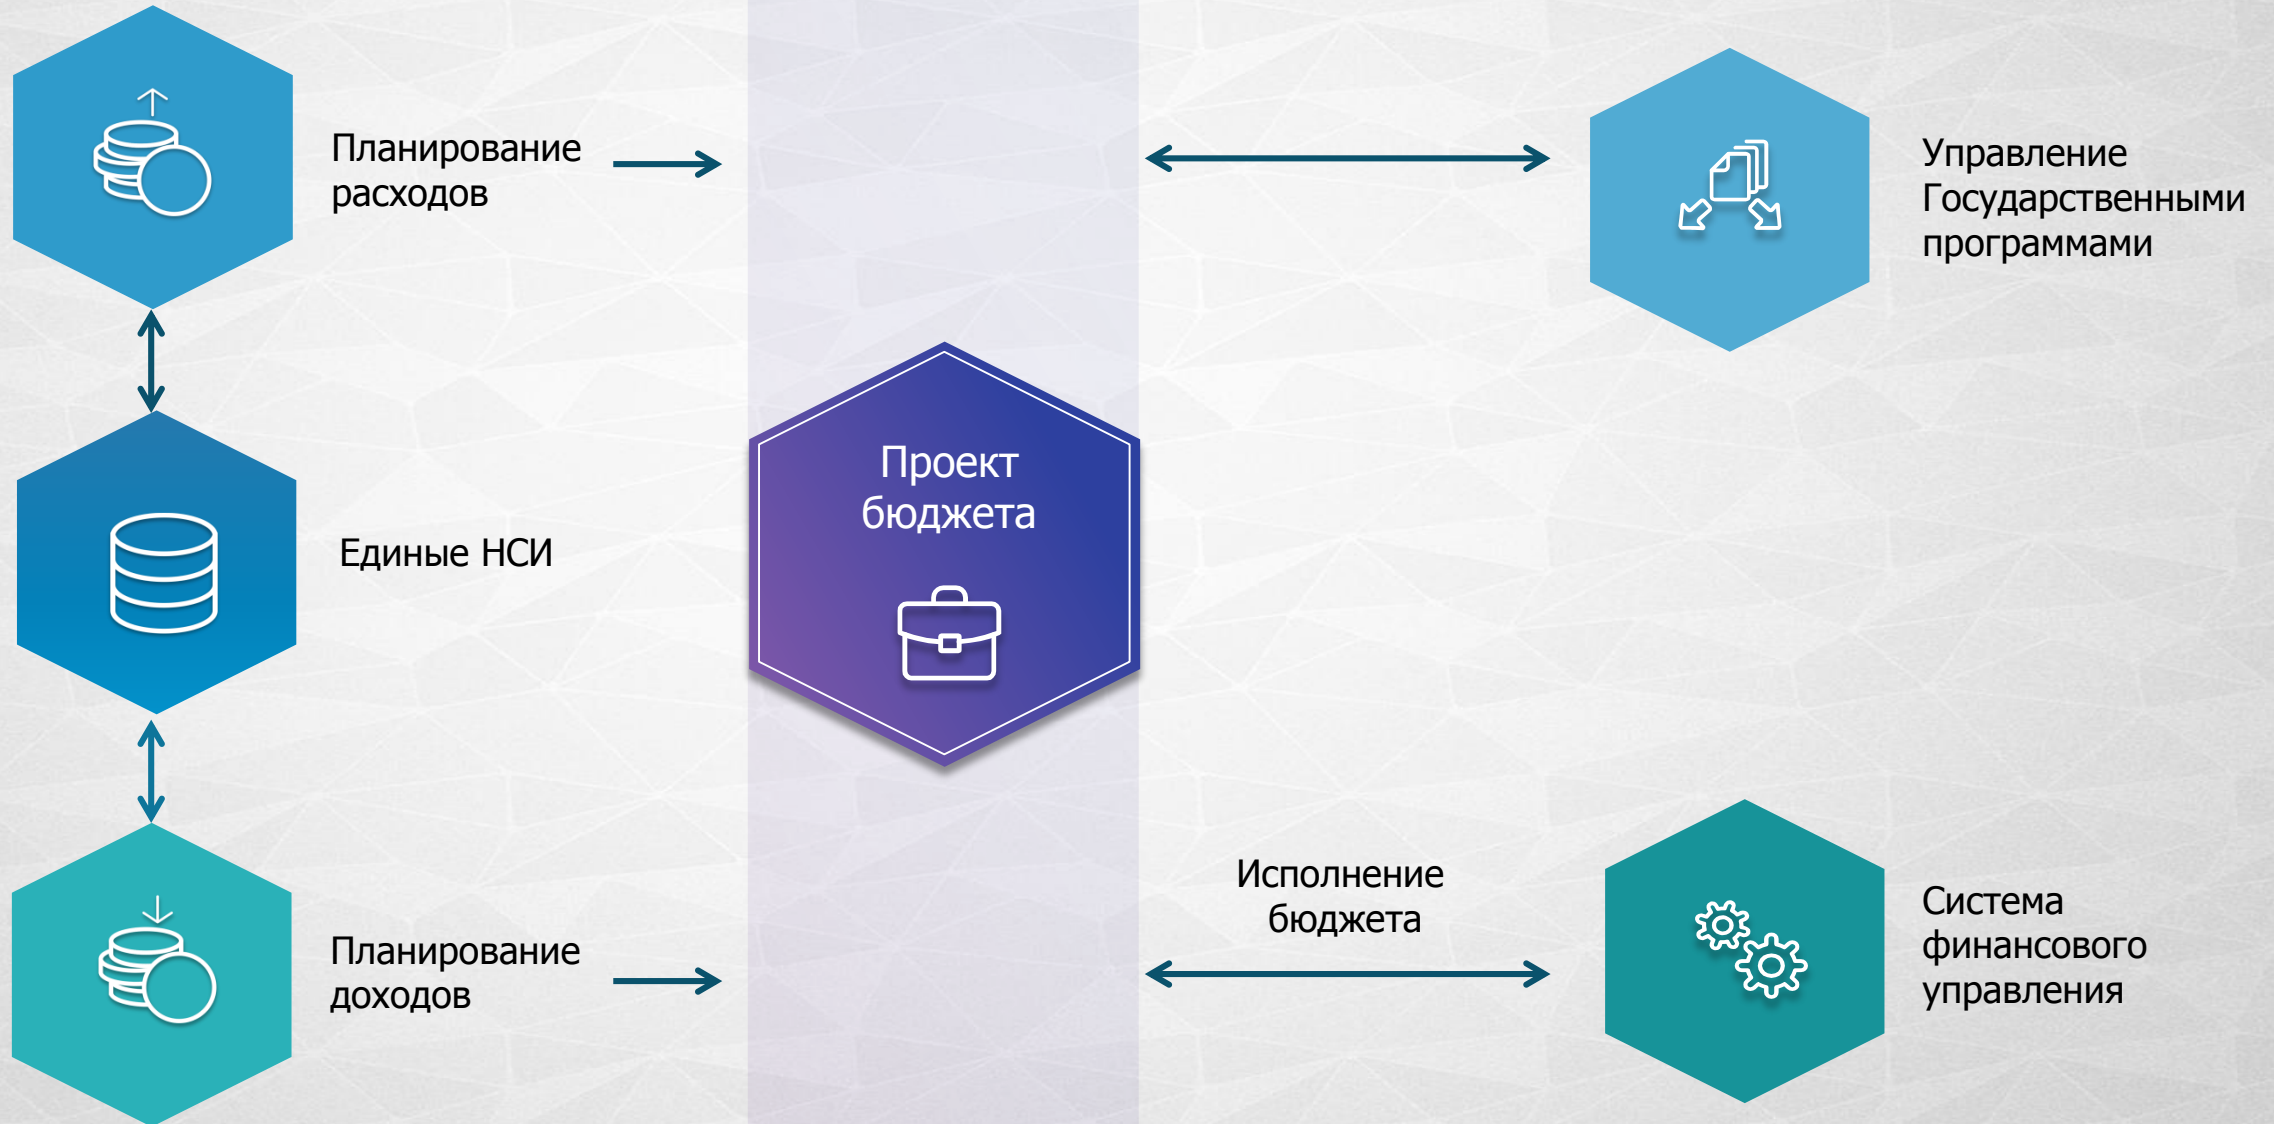 Планирование
расходов
Управление
Государственными
программами
Проект
бюджета
Единые НСИ
Исполнение
бюджета
Планирование
доходов
Система
финансового
управления